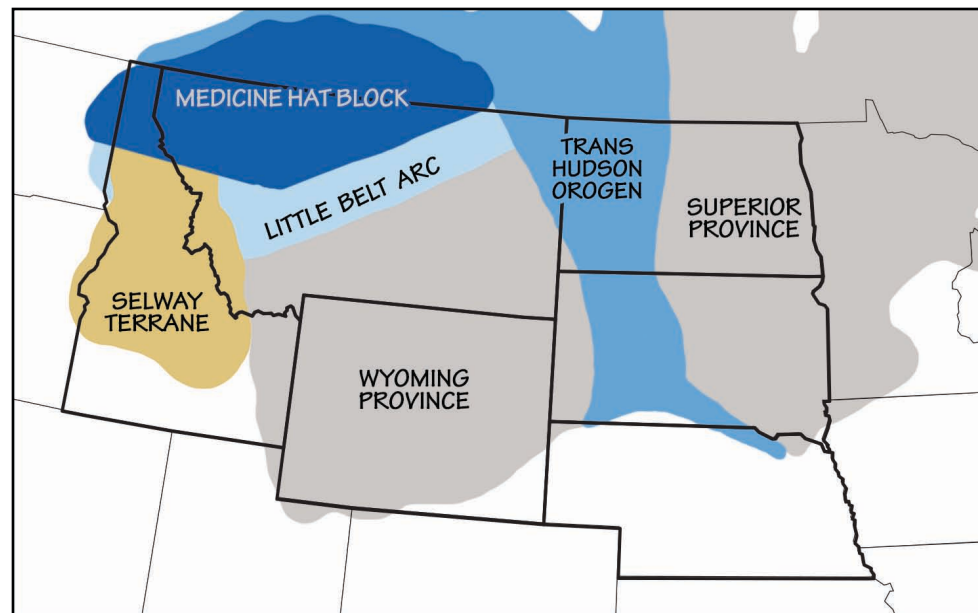 MEDICINE HAT BLOCK
LITTLE BELT ARC
TRANS
HUDSON
OROGEN
SUPERIOR
PROVINCE
SELWAY
TERRANE
WYOMING
PROVINCE